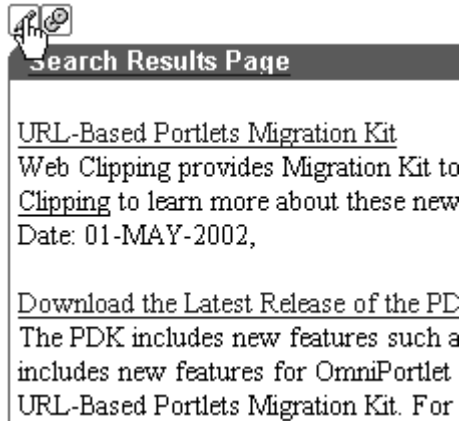 Search Results Page
URL-Based Portlets Migration Kit
Web Clipping provides Migration Kit to
Clipping to learn more about these new
Date: 01-MAY-2002,
Download the Latest Release of the PD
The PDK includes new features such a
includes new features for OmniPortlet
URL-Based Portlets Migration Kit. For